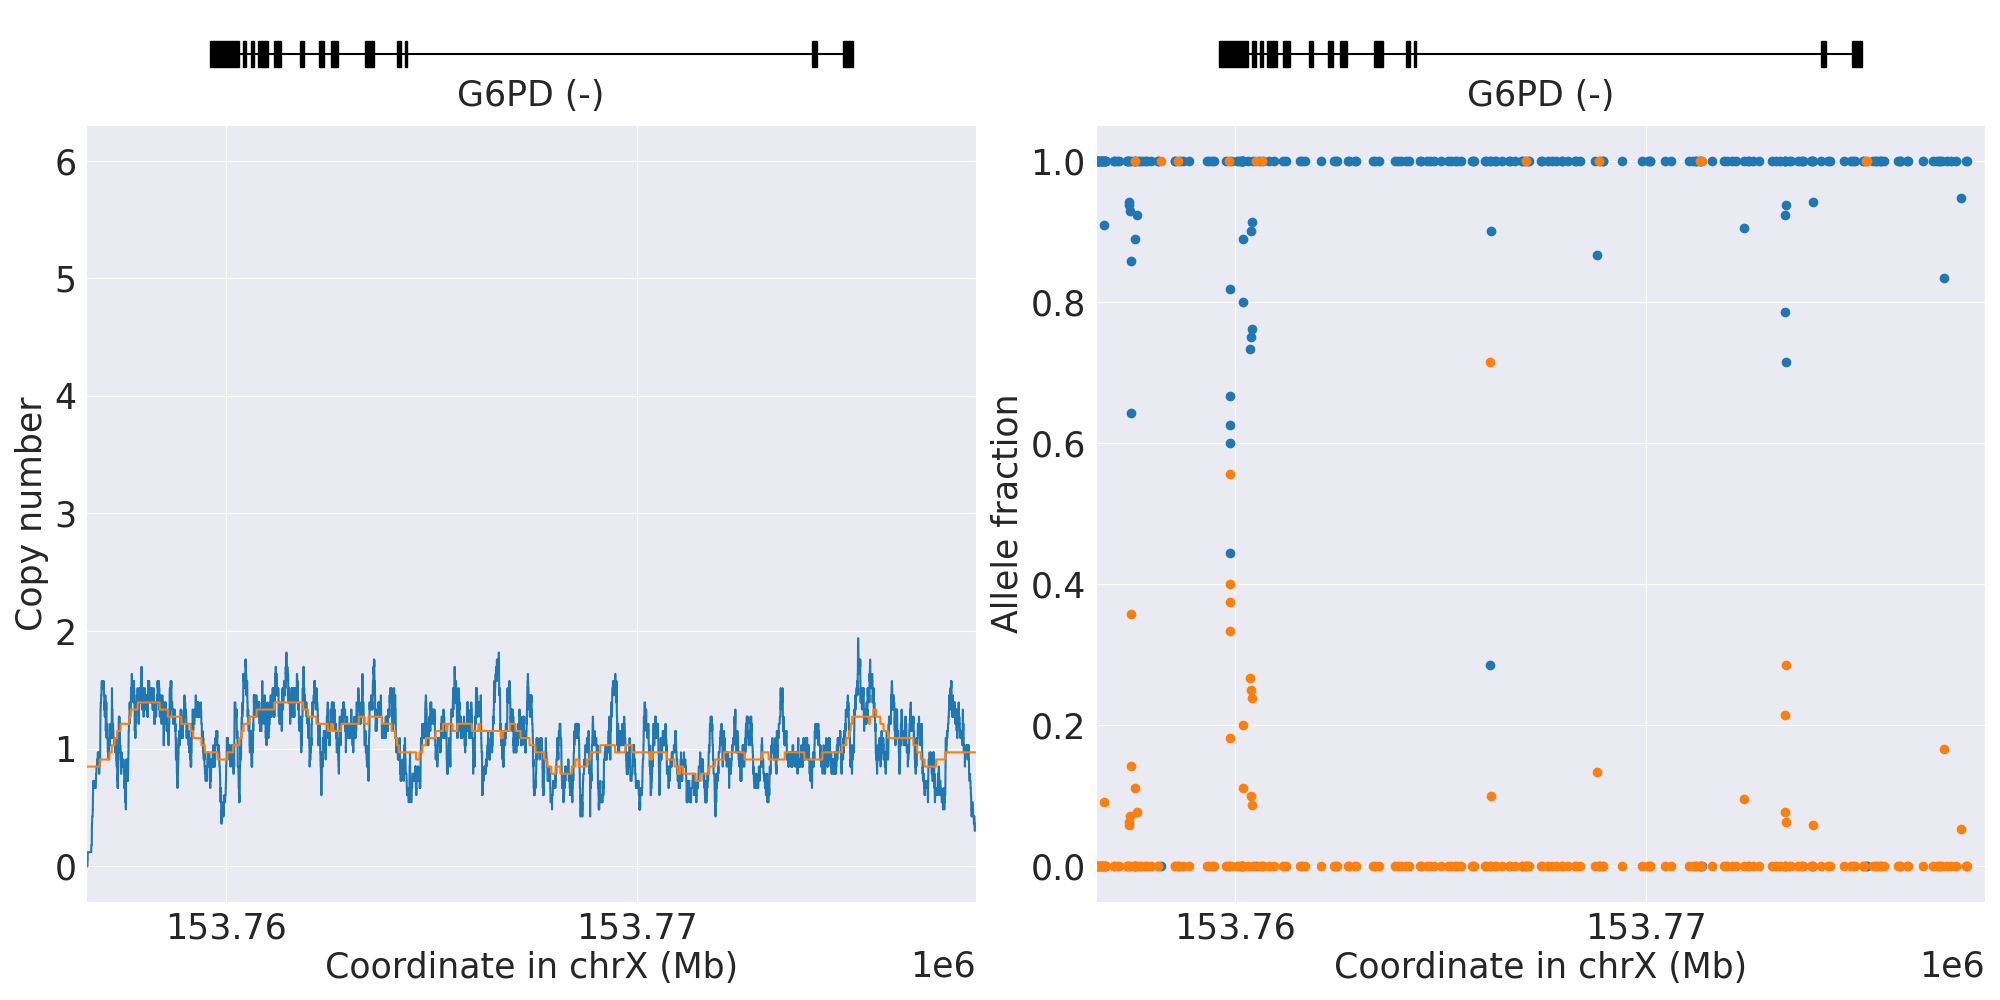 G6PD (-)
6
5
4
3
2
1
0
Copy number
153.76
153.77
Coordinate in chrX (Mb)
1e6
G6PD (-)
1.0
0.8
0.6
0.4
0.2
0.0
Allele fraction
153.76
153.77
Coordinate in chrX (Mb)
1e6